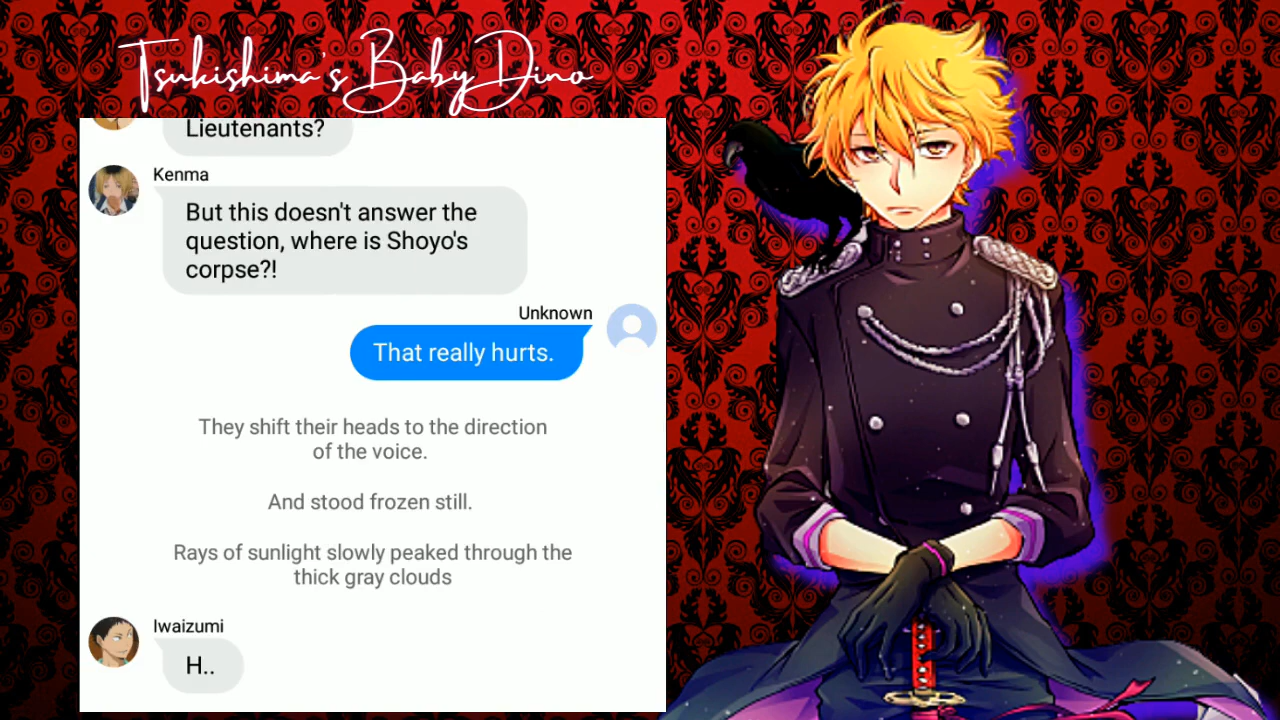 Tsukishima's Baby Dino
Lieutenants?
Kenma
But this doesn't answer the
question, where is Shoyo's
corpse?!
Unknown
That really hurts.
They shift their heads to the direction
of the voice.
And stood frozen still.
Rays of sunlight slowly peaked through the
thick gray clouds
Iwaizumi
H..